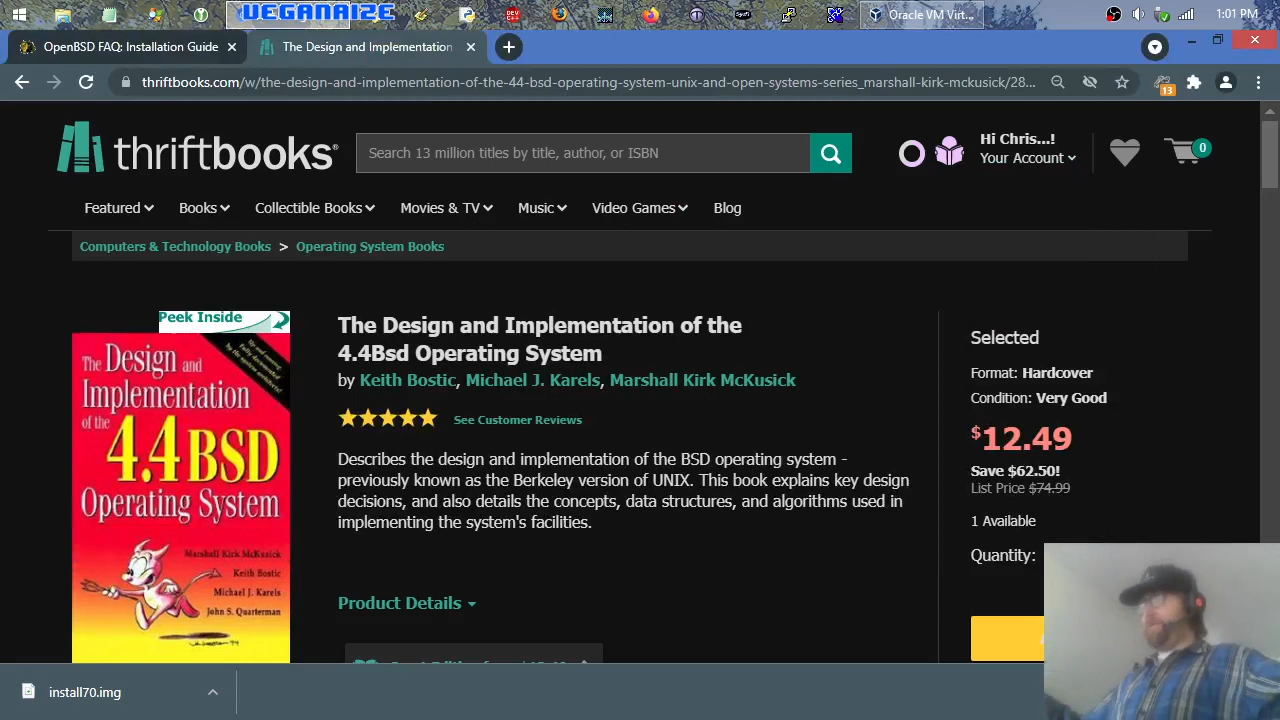 VEGANAIZE
Oracle VM Virt...
1:01 PM
OpenBSD FAQ: Installation Guide
The Design and Implementation
thriftbooks.com/w/the-design-and-implementation-of-the-44-bsd-operating-system-unix-and-open-systems-series_marshall-kirk-mckusick/28...
13
thriftbooks®
Search 13 million titles by title, author, or ISBN
Hi Chris...!
Your Account
0
Featured
Books
Collectible Books
Movies & TV
Music
Video Games
Blog
Computers & Technology Books > Operating System Books
Peek Inside
The Design and
Implementation
of the
4.4 BSD
Operating System
Marshall Kirk McKusick
Keith Bostic
Michael J. Karels
John S. Quarterman
The Design and Implementation of the
4.4Bsd Operating System
by Keith Bostic, Michael J. Karels, Marshall Kirk McKusick
See Customer Reviews
Describes the design and implementation of the BSD operating system -
previously known as the Berkeley version of UNIX. This book explains key design
decisions, and also details the concepts, data structures, and algorithms used in
implementing the system's facilities.
Product Details
Selected
Format: Hardcover
Condition: Very Good
$12.49
Save $62.50!
List Price $74.99
1 Available
Quantity:
install70.img